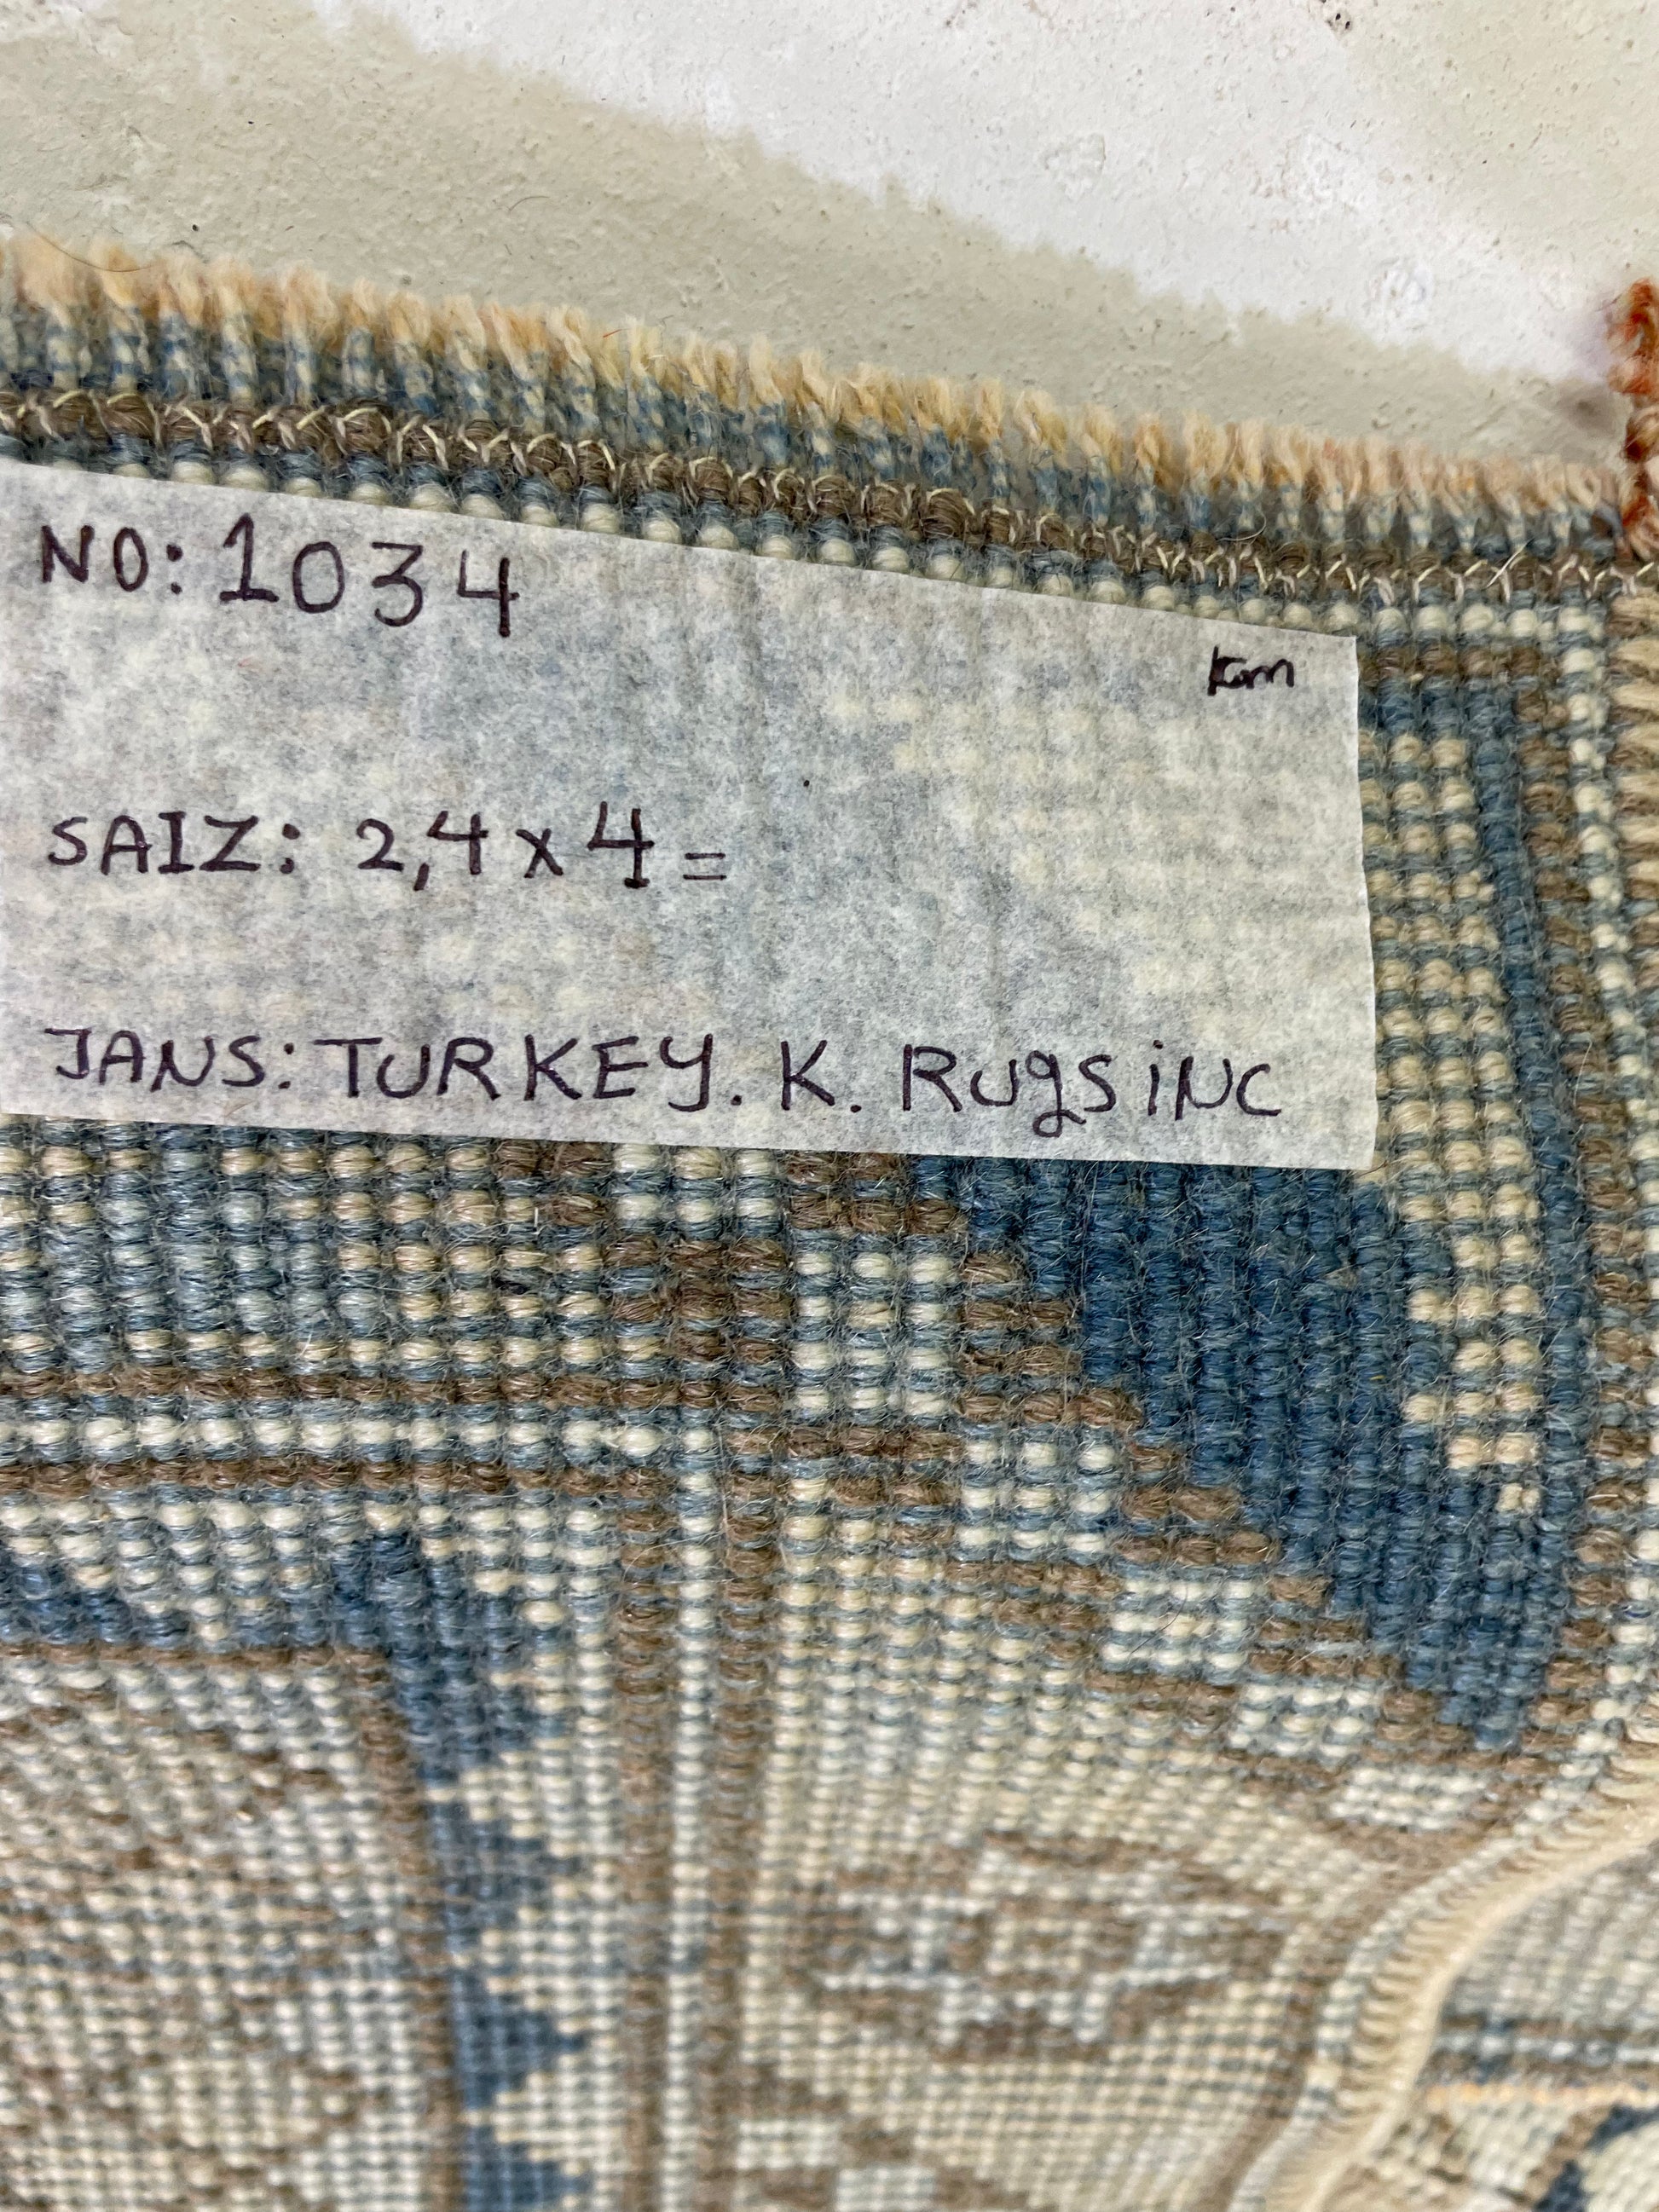 NO: 1034
Km
SAIZ: 2,4 x 4 =
JANS: TURKEY. K. RugS iNC